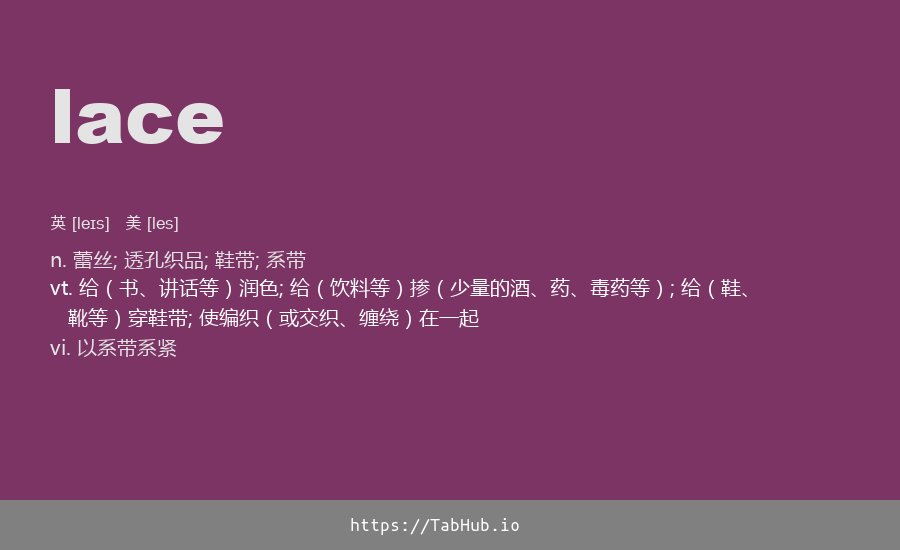 lace
英 [leɪs] 美 [les]
n. 蕾丝; 透孔织品; 鞋带; 系带
vt. 给（书、讲话等）润色; 给（饮料等）掺（少量的酒、药、毒药等）; 给（鞋、
靴等）穿鞋带; 使编织（或交织、缠绕）在一起
vi. 以系带系紧
https://TabHub.io